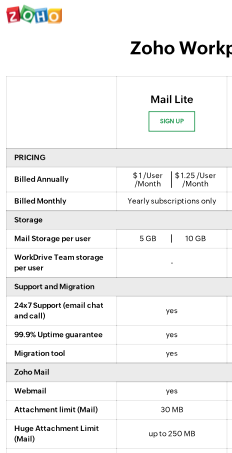 ZOHO
Zoho Workp
Mail Lite
SIGN UP
PRICING
Billed Annually
$1/User /Month | $1.25/User /Month
Billed Monthly
Yearly subscriptions only
Storage
Mail Storage per user
5 GB | 10 GB
WorkDrive Team storage
per user
-
Support and Migration
24x7 Support (email chat
and call)
yes
99.9% Uptime guarantee
yes
Migration tool
yes
Zoho Mail
Webmail
yes
Attachment limit (Mail)
30 MB
Huge Attachment Limit
(Mail)
up to 250 MB